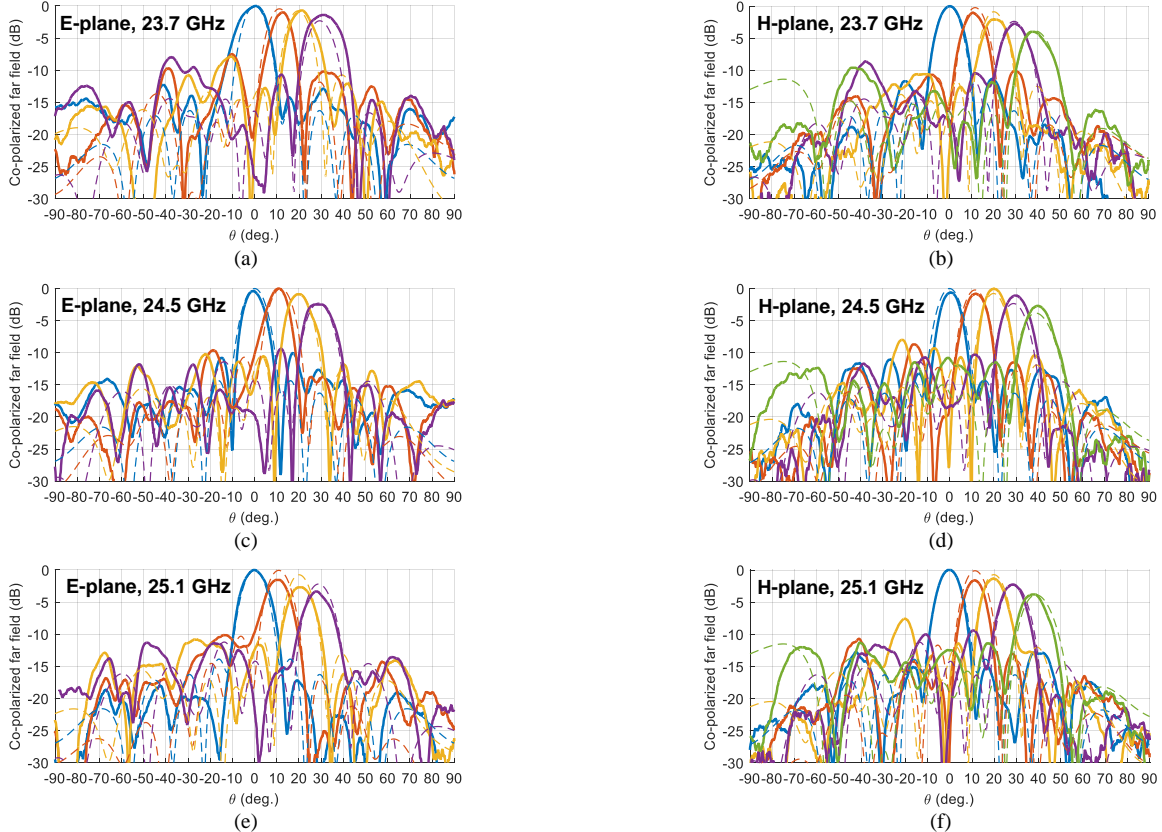 E-plane, 23.7 GHz
Co-polarized far field (dB)
0
-5
-10
-15
-20
-25
-30
-90 -80 -70 -60 -50 -40 -30 -20 -10 0 10 20 30 40 50 60 70 80 90
θ (deg.)
(a)
H-plane, 23.7 GHz
Co-polarized far field (dB)
0
-5
-10
-15
-20
-25
-30
-90 -80 -70 -60 -50 -40 -30 -20 -10 0 10 20 30 40 50 60 70 80 90
θ (deg.)
(b)
E-plane, 24.5 GHz
Co-polarized far field (dB)
0
-5
-10
-15
-20
-25
-30
-90 -80 -70 -60 -50 -40 -30 -20 -10 0 10 20 30 40 50 60 70 80 90
θ (deg.)
(c)
H-plane, 24.5 GHz
Co-polarized far field (dB)
0
-5
-10
-15
-20
-25
-30
-90 -80 -70 -60 -50 -40 -30 -20 -10 0 10 20 30 40 50 60 70 80 90
θ (deg.)
(d)
E-plane, 25.1 GHz
Co-polarized far field (dB)
0
-5
-10
-15
-20
-25
-30
-90 -80 -70 -60 -50 -40 -30 -20 -10 0 10 20 30 40 50 60 70 80 90
θ (deg.)
(e)
H-plane, 25.1 GHz
Co-polarized far field (dB)
0
-5
-10
-15
-20
-25
-30
-90 -80 -70 -60 -50 -40 -30 -20 -10 0 10 20 30 40 50 60 70 80 90
θ (deg.)
(f)